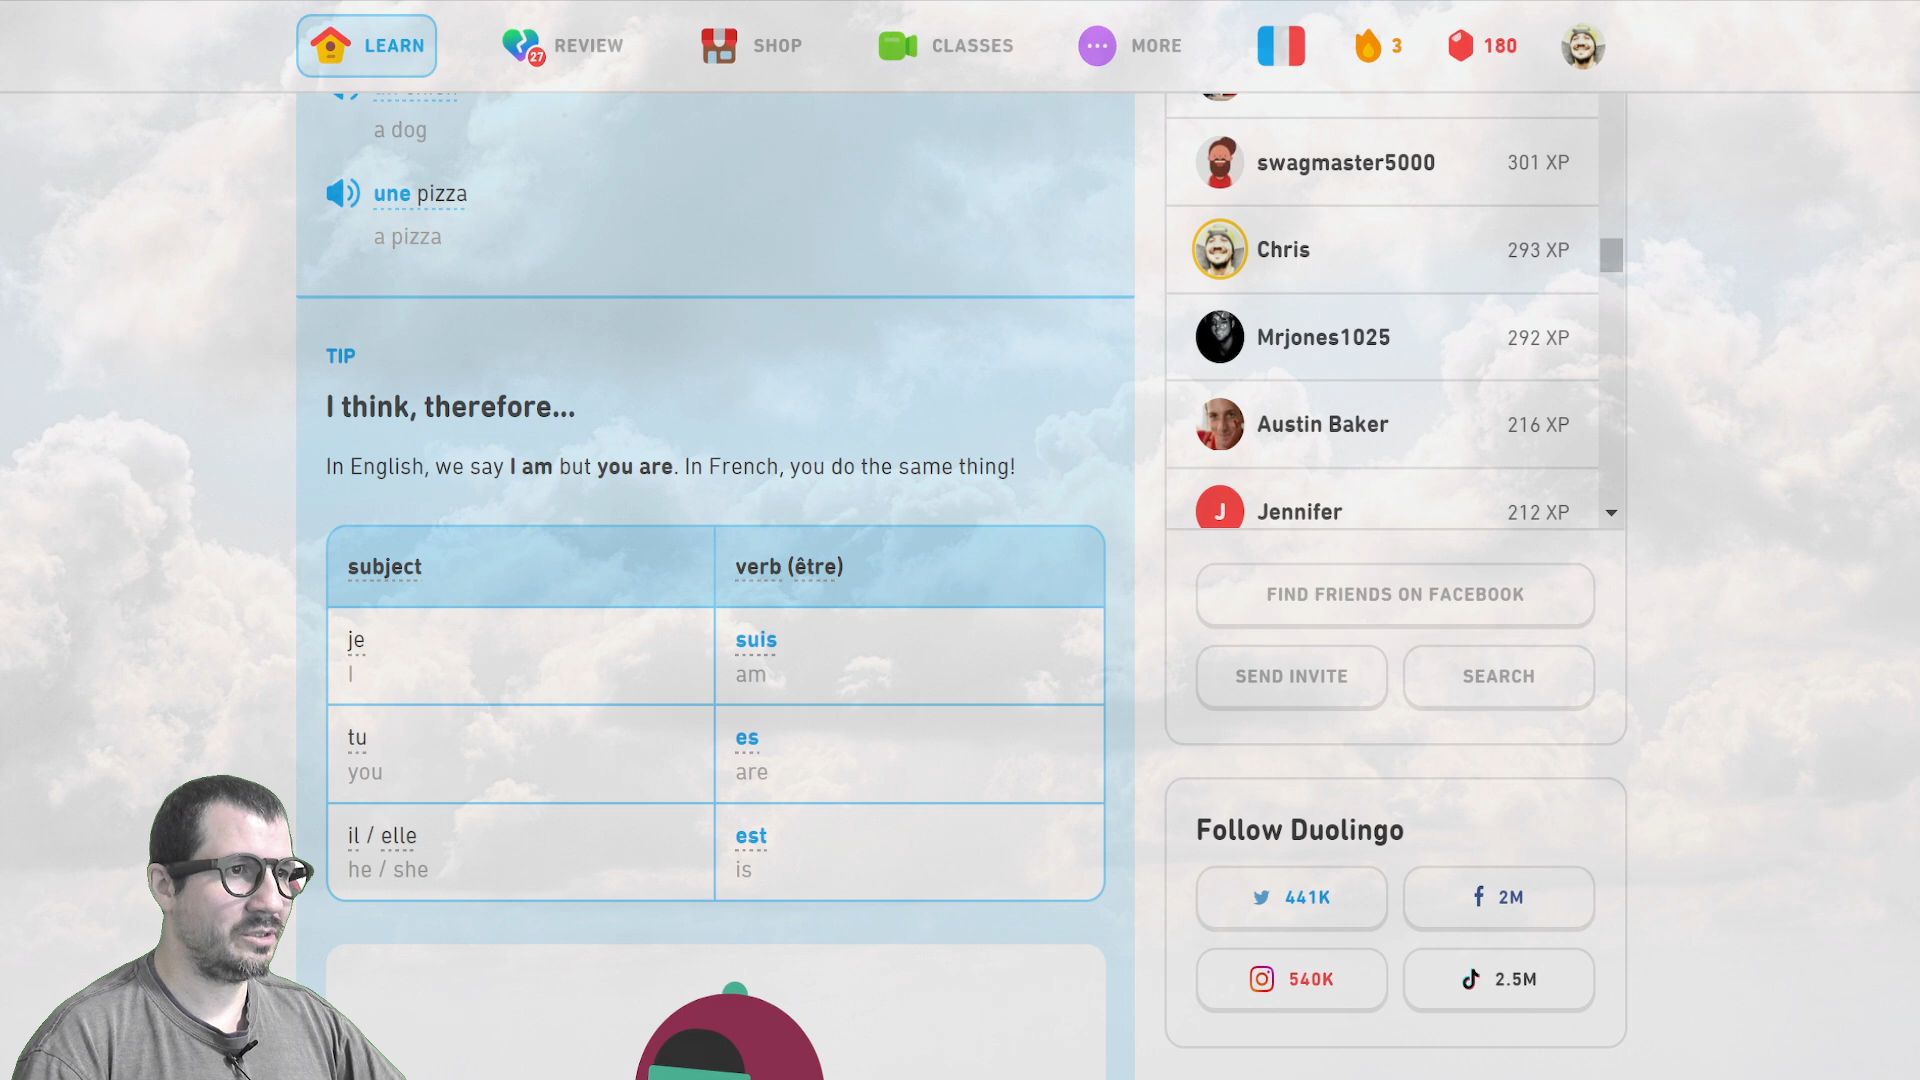 LEARN
27
REVIEW
SHOP
CLASSES
MORE
3
180
a dog
une pizza
a pizza
TIP
I think, therefore...
In English, we say I am but you are. In French, you do the same thing!
subject
verb (être)
je
I
suis
am
tu
you
es
are
il / elle
he / she
est
is
swagmaster5000
301 XP
Chris
293 XP
Mrjones1025
292 XP
Austin Baker
216 XP
J
Jennifer
212 XP
FIND FRIENDS ON FACEBOOK
SEND INVITE
SEARCH
Follow Duolingo
441K
2M
540K
2.5M